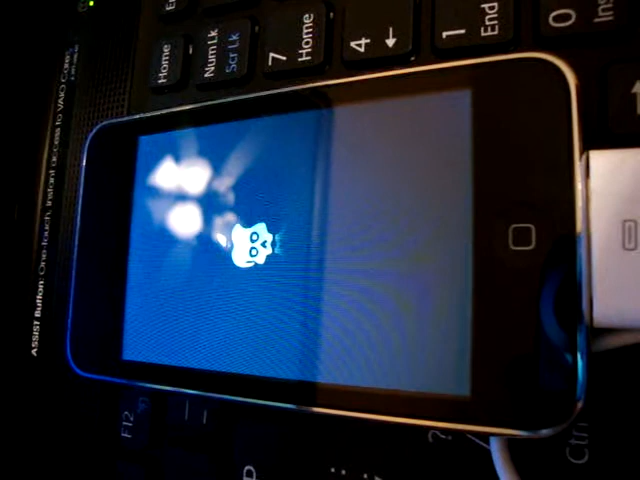 ASSIST Button: One-touch, instant access to VAIO Care
Home
Num Lk
Scr Lk
7
Home
4
←
1
End
0
Ins
F12
?
D
Ctrl